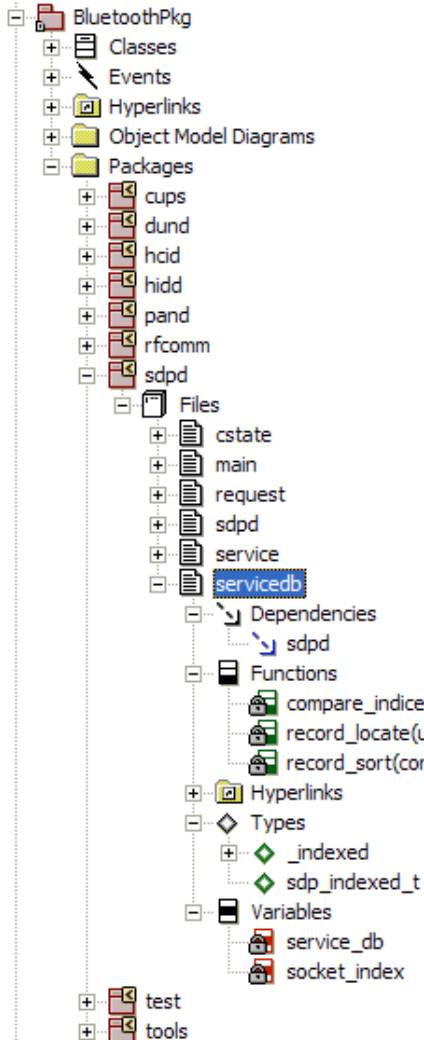 BluetoothPkg
Classes
Events
Hyperlinks
Object Model Diagrams
Packages
cups
dund
hcid
hidd
pand
rfcomm
sdpd
Files
cstate
main
request
sdpd
service
servicedb
Dependencies
sdpd
Functions
compare_indice
record_locate(u
record_sort(cor
Hyperlinks
Types
_indexed
sdp_indexed_t
Variables
service_db
socket_index
test
tools